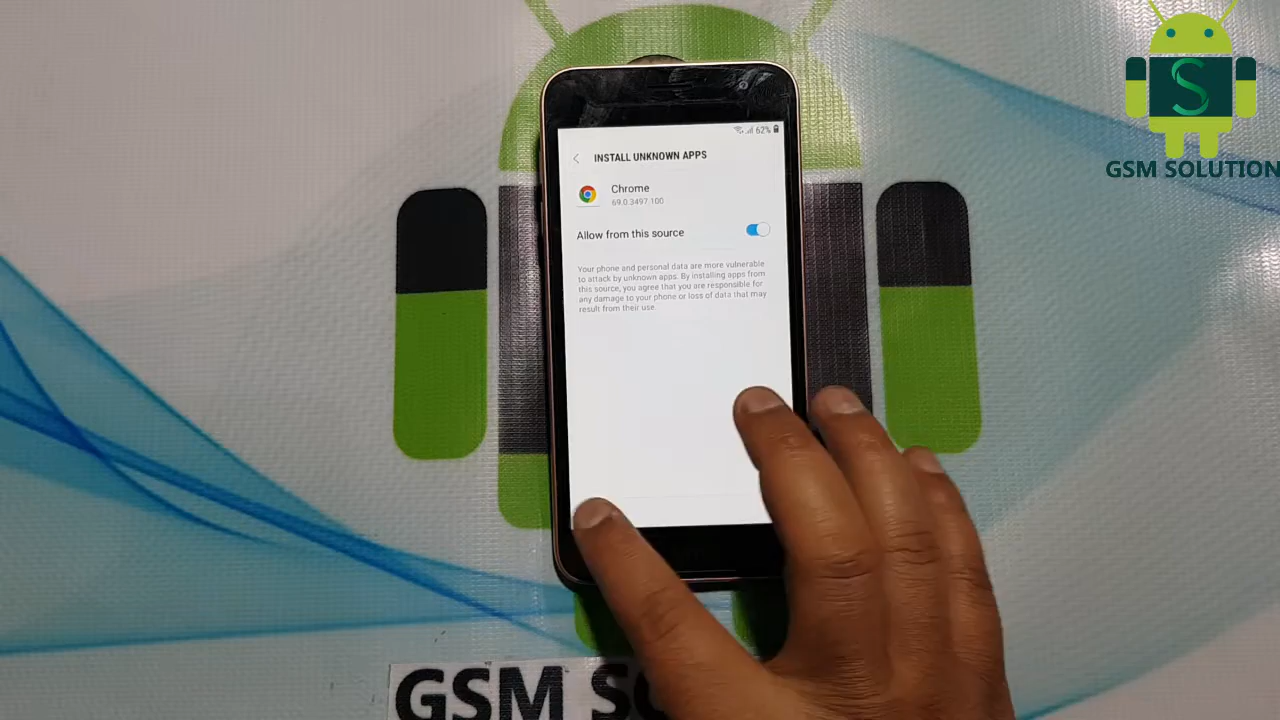 GSM SOLUTION
62%
INSTALL UNKNOWN APPS
Chrome
69.0.3497.100
Allow from this source
Your phone and personal data are more vulnerable
to attack by unknown apps. By installing apps from
this source, you agree that you are responsible for
any damage to your phone or loss of data that may
result from their use.
GSM